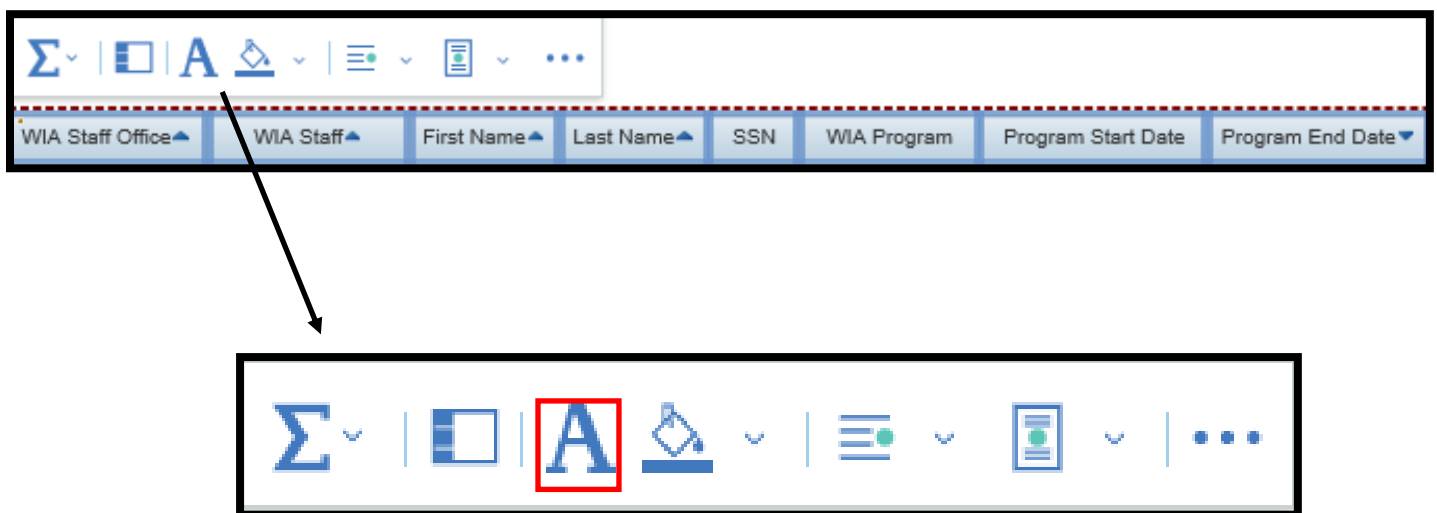 Σ A
WIA Staff Office WIA Staff First Name Last Name SSN WIA Program Program Start Date Program End Date
Σ A